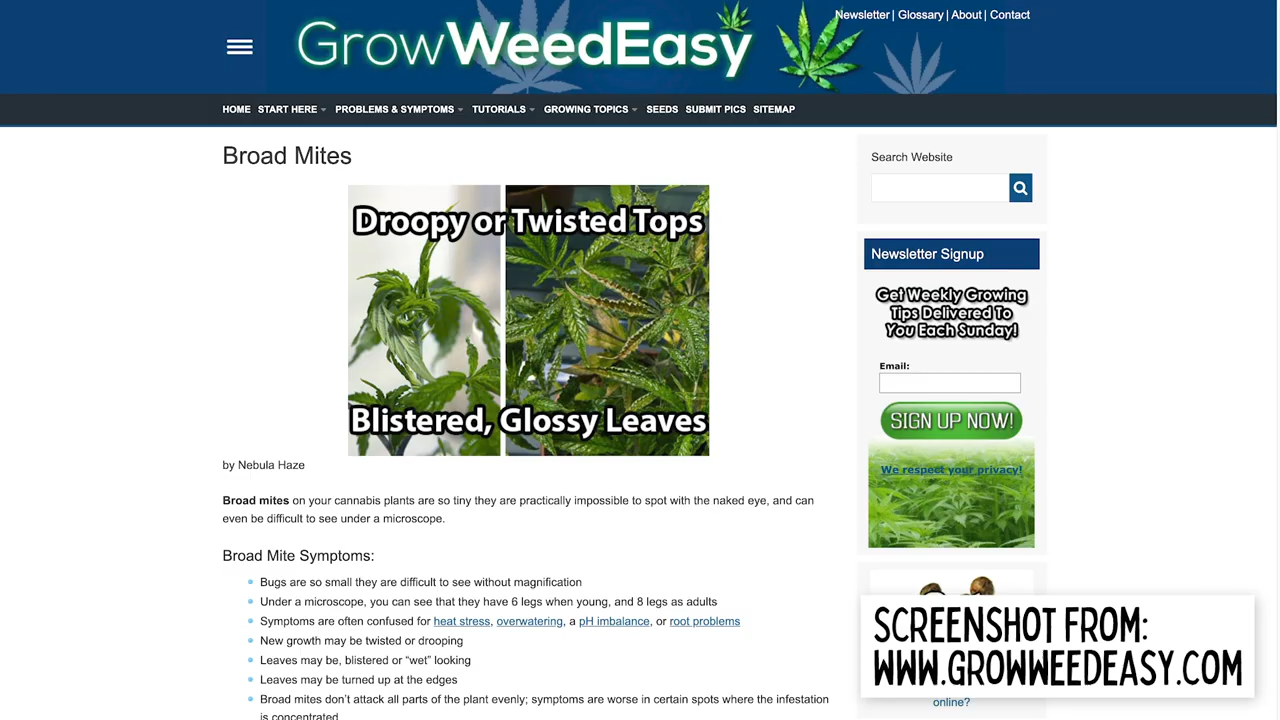 Newsletter | Glossary | About | Contact
GrowWeedEasy
HOME START HERE PROBLEMS & SYMPTOMS TUTORIALS GROWING TOPICS SEEDS SUBMIT PICS SITEMAP
Broad Mites
Droopy or Twisted Tops
Blistered, Glossy Leaves
by Nebula Haze
Broad mites on your cannabis plants are so tiny they are practically impossible to spot with the naked eye, and can
even be difficult to see under a microscope.
Broad Mite Symptoms:
Bugs are so small they are difficult to see without magnification
Under a microscope, you can see that they have 6 legs when young, and 8 legs as adults
Symptoms are often confused for heat stress, overwatering, a pH imbalance, or root problems
New growth may be twisted or drooping
Leaves may be, blistered or “wet” looking
Leaves may be turned up at the edges
Broad mites don’t attack all parts of the plant evenly; symptoms are worse in certain spots where the infestation
is concentrated
Search Website
Newsletter Signup
Get Weekly Growing
Tips Delivered To
You Each Sunday!
Email:
SIGN UP NOW!
We respect your privacy!
SCREENSHOT FROM:
WWW.GROWWEEDEASY.COM
online?